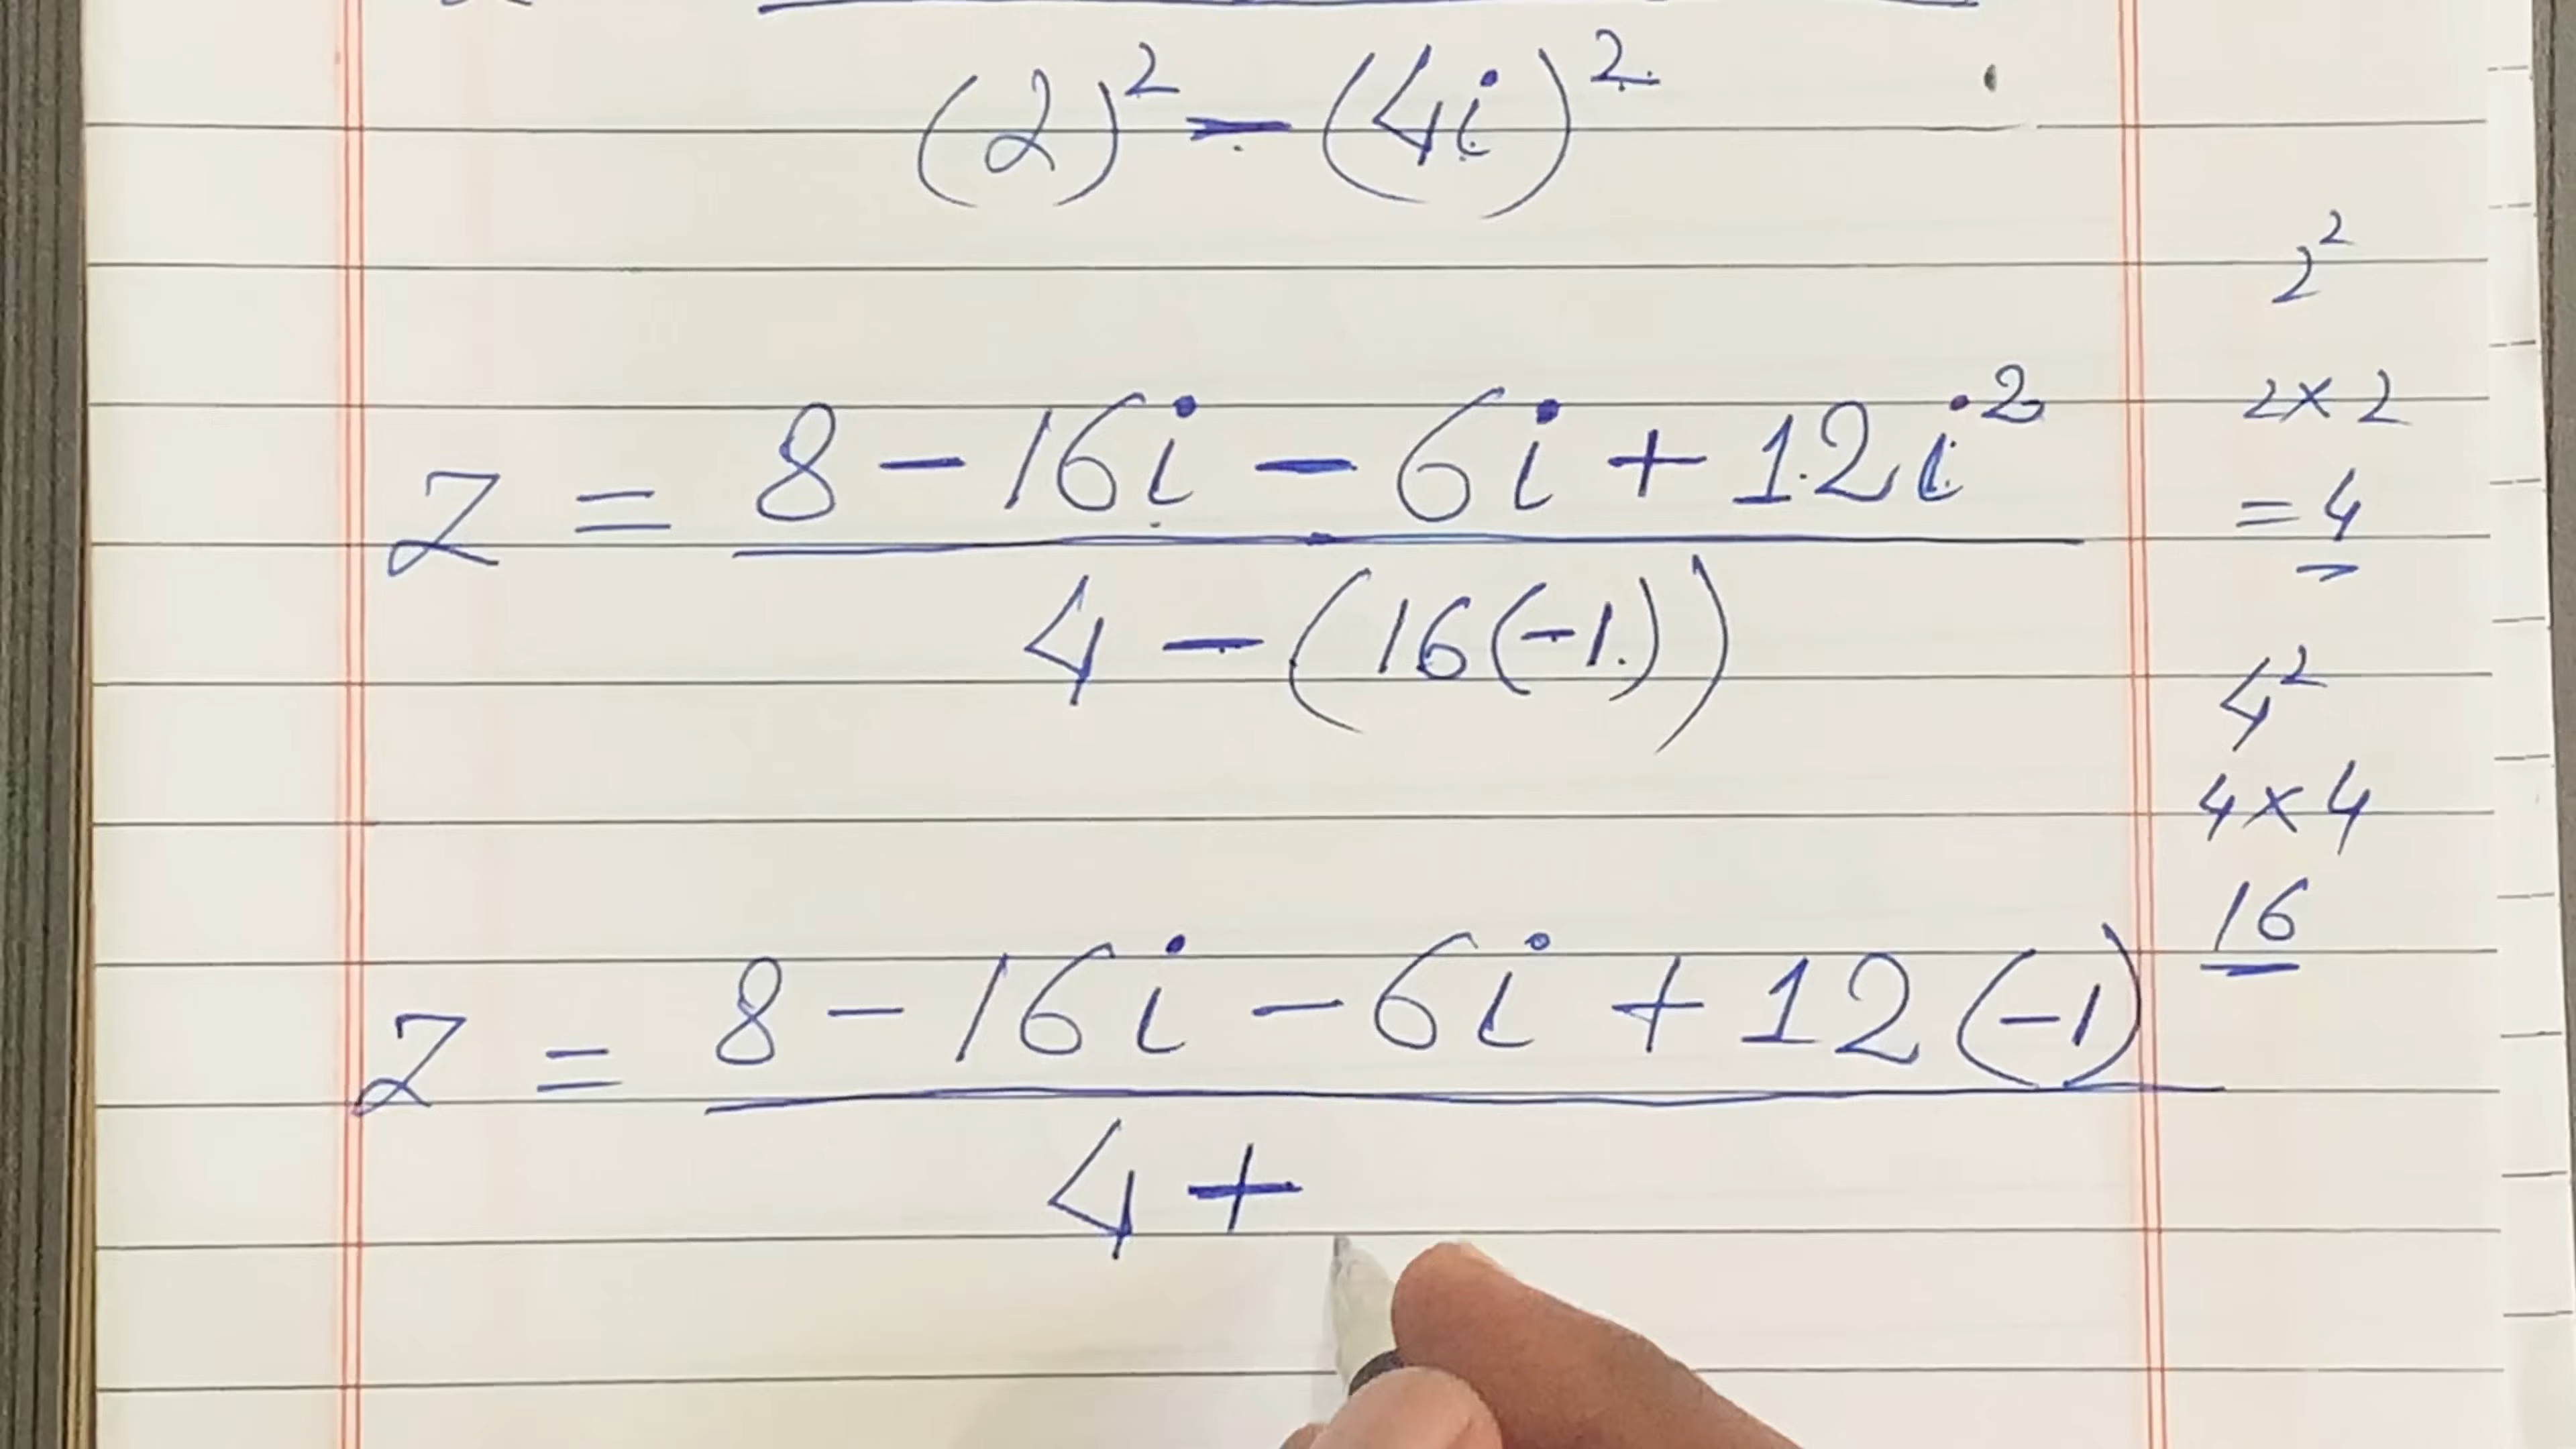 (2)² - (4i)²
2²
2×2
= 4
Z = 8 - 16i - 6i + 12i²
4 - (16(-1))
4²
4×4
16
Z = 8 - 16i - 6i + 12(-1)
4 +